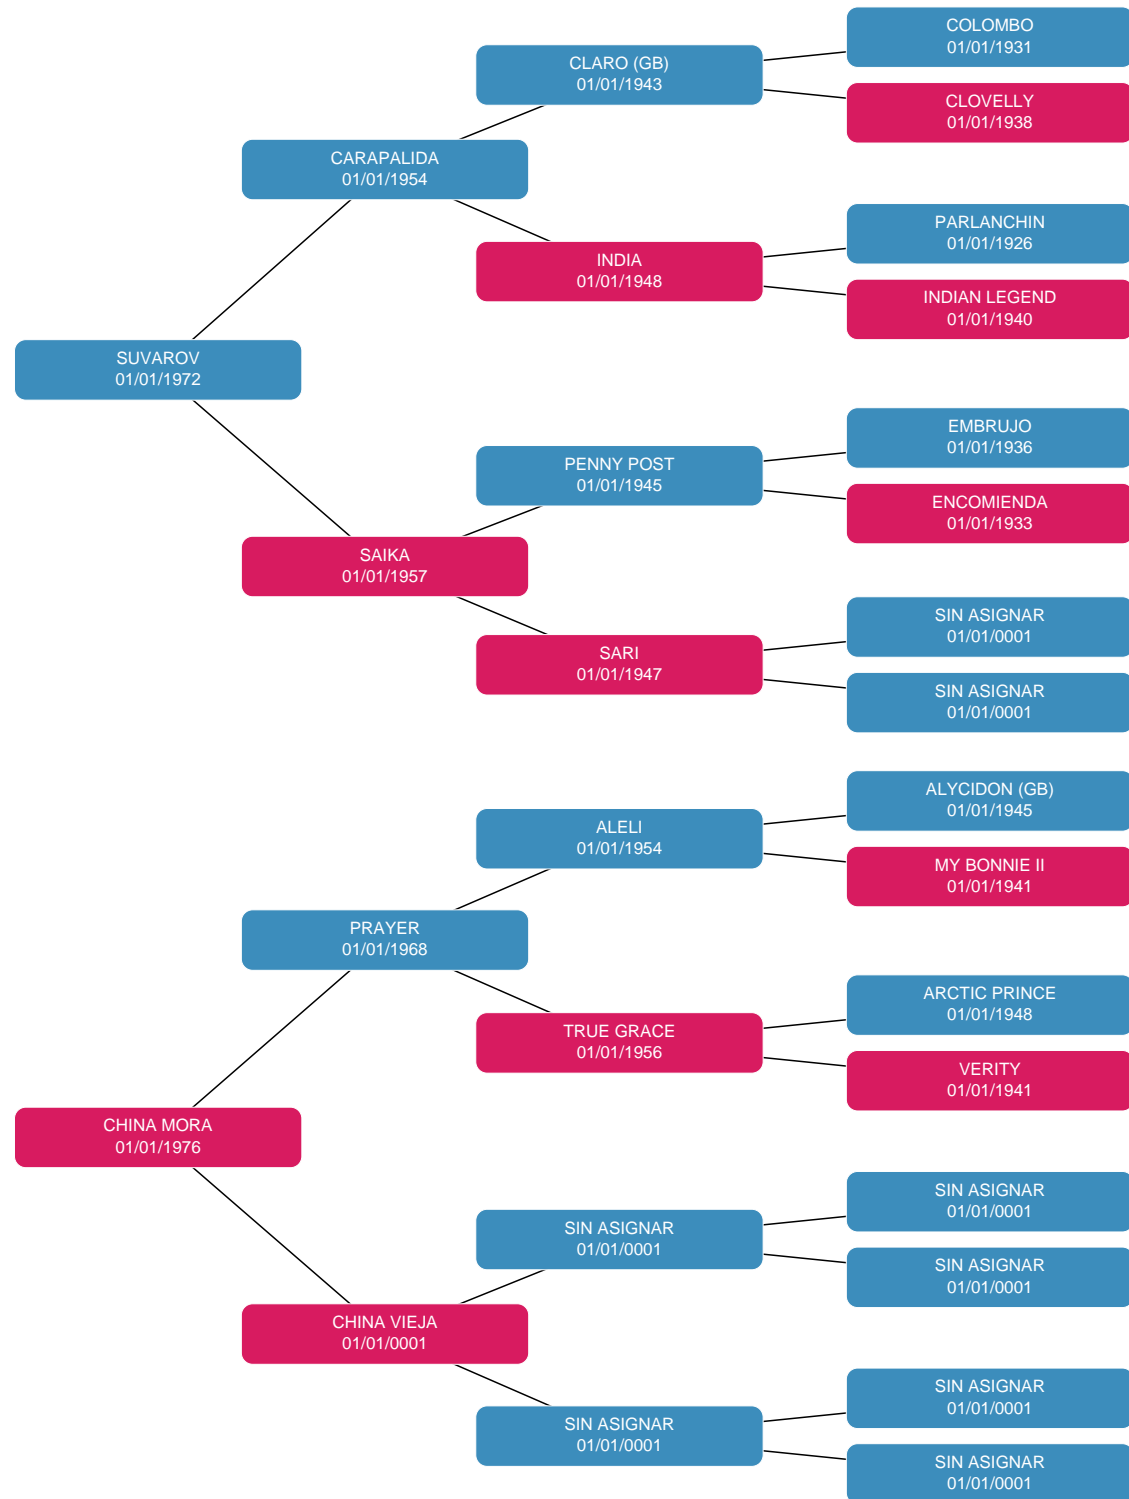 COLOMBO
01/01/1931
CLARO (GB)
01/01/1943
CLOVELLY
01/01/1938
CARAPALIDA
01/01/1954
PARLANCHIN
01/01/1926
INDIA
01/01/1948
INDIAN LEGEND
01/01/1940
SUVAROV
01/01/1972
EMBRUJO
01/01/1936
PENNY POST
01/01/1945
ENCOMIENDA
01/01/1933
SAIKA
01/01/1957
SIN ASIGNAR
01/01/0001
SARI
01/01/1947
SIN ASIGNAR
01/01/0001
ALYCIDON (GB)
01/01/1945
ALELI
01/01/1954
MY BONNIE II
01/01/1941
PRAYER
01/01/1968
ARCTIC PRINCE
01/01/1948
TRUE GRACE
01/01/1956
VERITY
01/01/1941
CHINA MORA
01/01/1976
SIN ASIGNAR
01/01/0001
SIN ASIGNAR
01/01/0001
SIN ASIGNAR
01/01/0001
CHINA VIEJA
01/01/0001
SIN ASIGNAR
01/01/0001
SIN ASIGNAR
01/01/0001
SIN ASIGNAR
01/01/0001